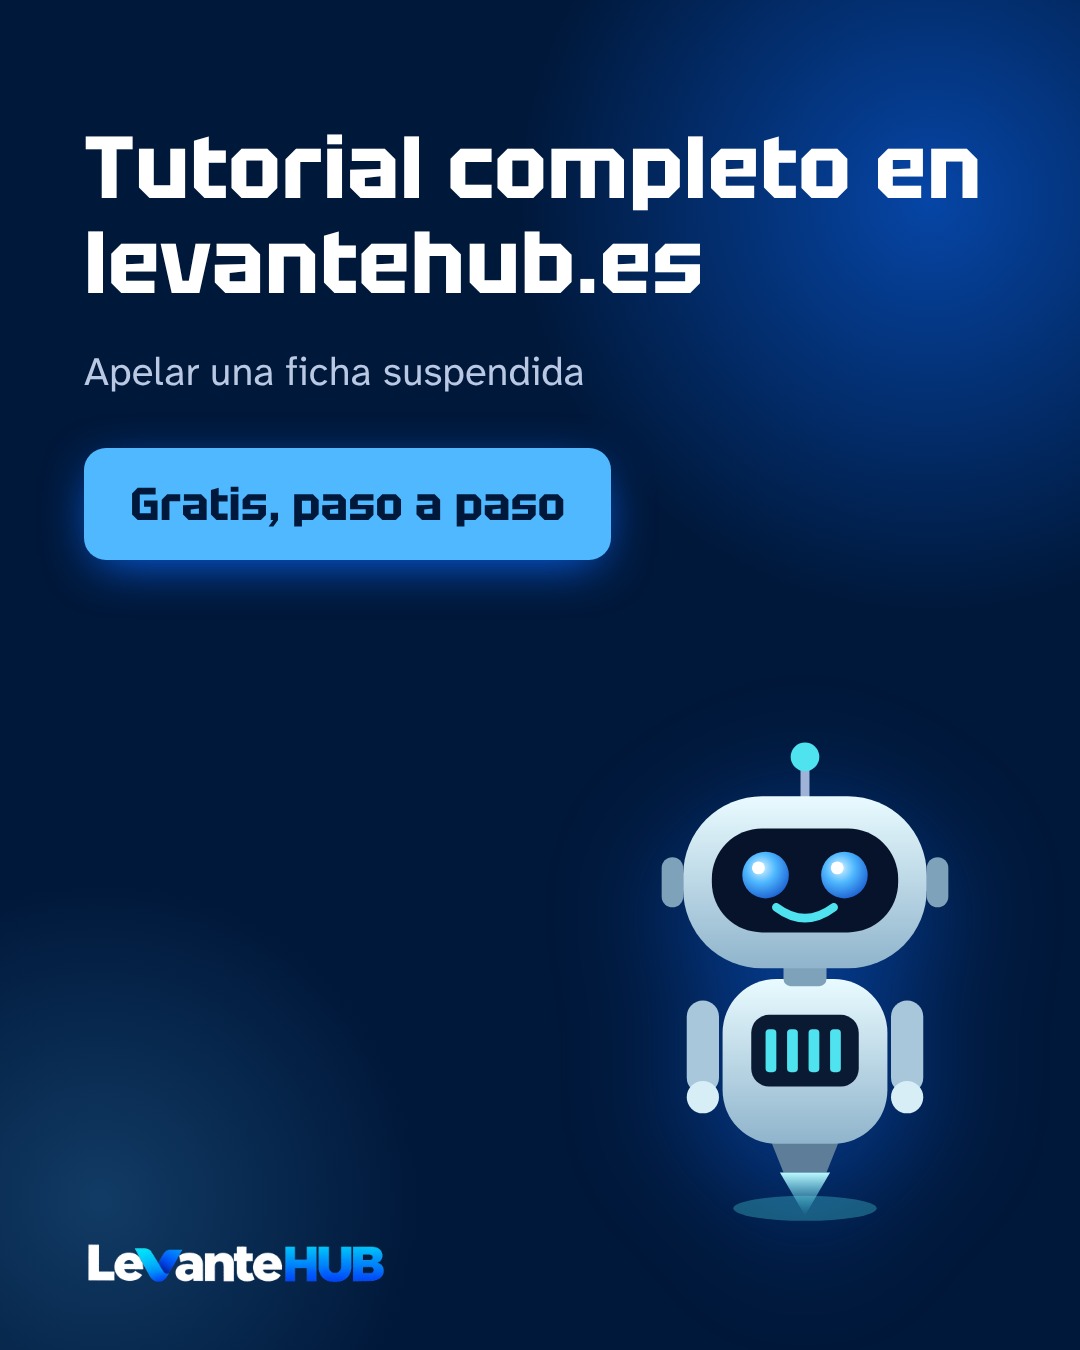 Tutorial completo en
levantehub.es
Apelar una ficha suspendida
Gratis, paso a paso
LevanteHUB